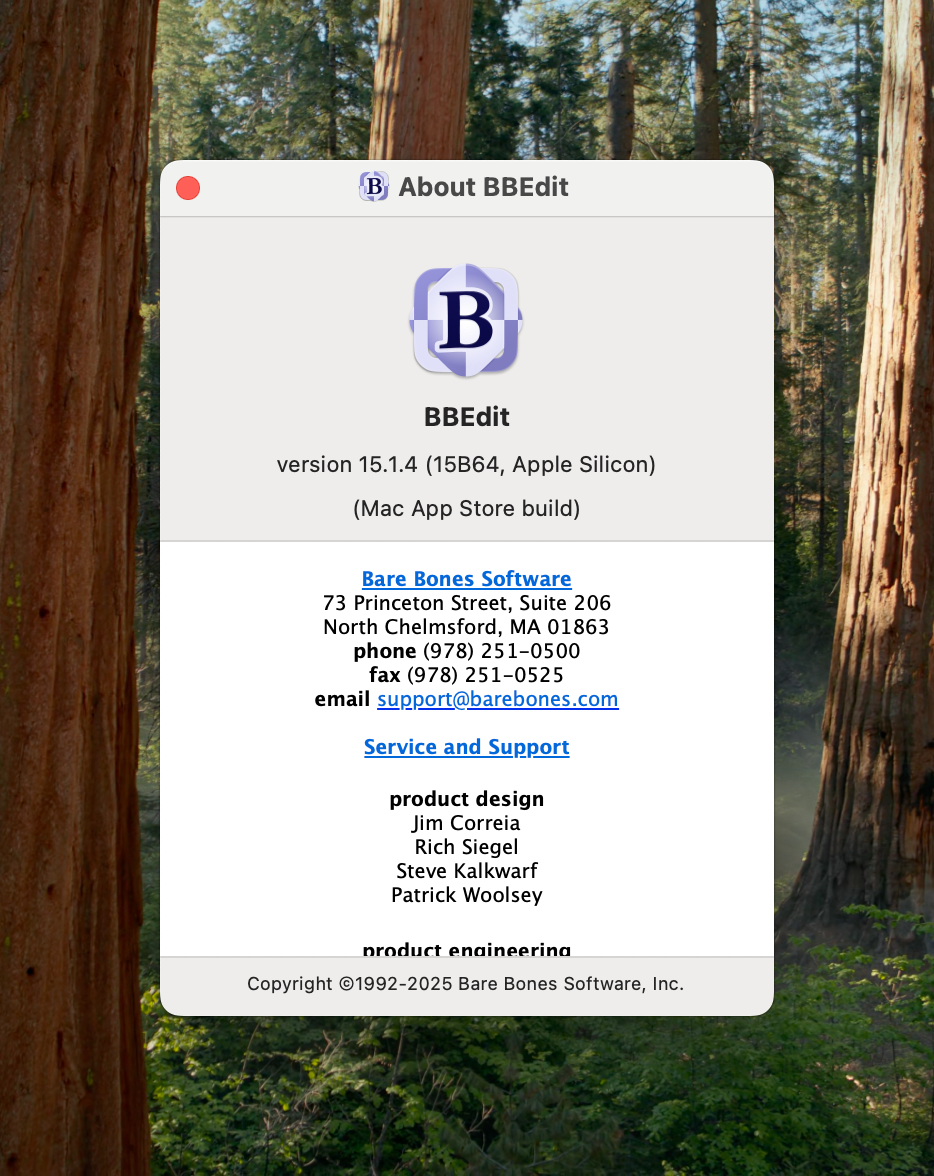 B About BBEdit
B
BBEdit
version 15.1.4 (15B64, Apple Silicon)
(Mac App Store build)
Bare Bones Software
73 Princeton Street, Suite 206
North Chelmsford, MA 01863
phone (978) 251-0500
fax (978) 251-0525
email support@barebones.com
Service and Support
product design
Jim Correia
Rich Siegel
Steve Kalkwarf
Patrick Woolsey
product engineering
Copyright ©1992-2025 Bare Bones Software, Inc.